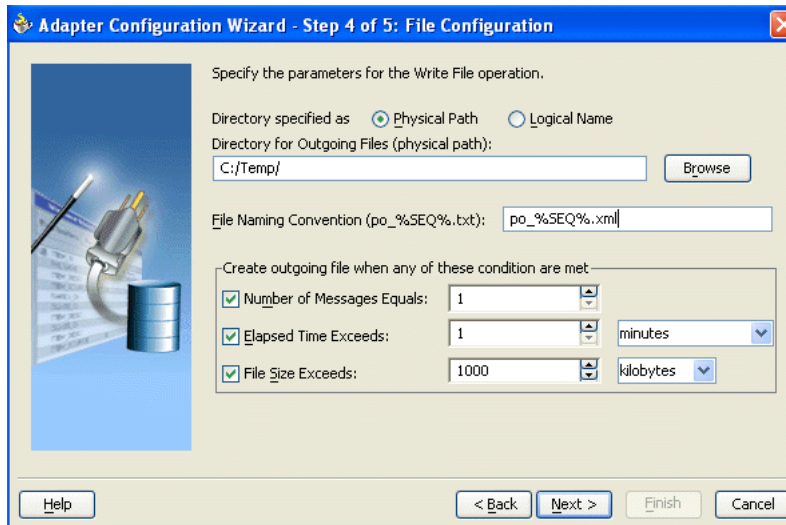 Adapter Configuration Wizard - Step 4 of 5: File Configuration
Specify the parameters for the Write File operation.
Directory specified as Physical Path Logical Name
Directory for Outgoing Files (physical path):
C:/Temp/ Browse
File Naming Convention (po_%SEQ%.txt): po_%SEQ%.xml
Create outgoing file when any of these condition are met
Number of Messages Equals: 1
Elapsed Time Exceeds: 1 minutes
File Size Exceeds: 1000 kilobytes
Help < Back Next > Finish Cancel